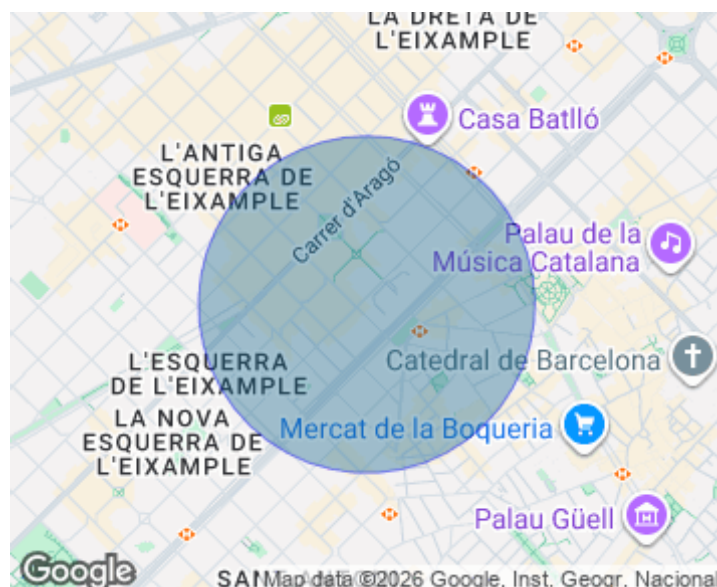 LA DRETA DE
L'EIXAMPLE
Casa Batlló
L'ANTIGA
ESQUERRA DE
L'EIXAMPLE
Carrer d'Aragó
Palau de la
Música Catalana
L'ESQUERRA
DE L'EIXAMPLE
Catedral de Barcelona
LA NOVA
ESQUERRA DE
L'EIXAMPLE
Mercat de la Boqueria
Palau Güell
Google
Map data ©2026 Google, Inst. Geogr. Nacional